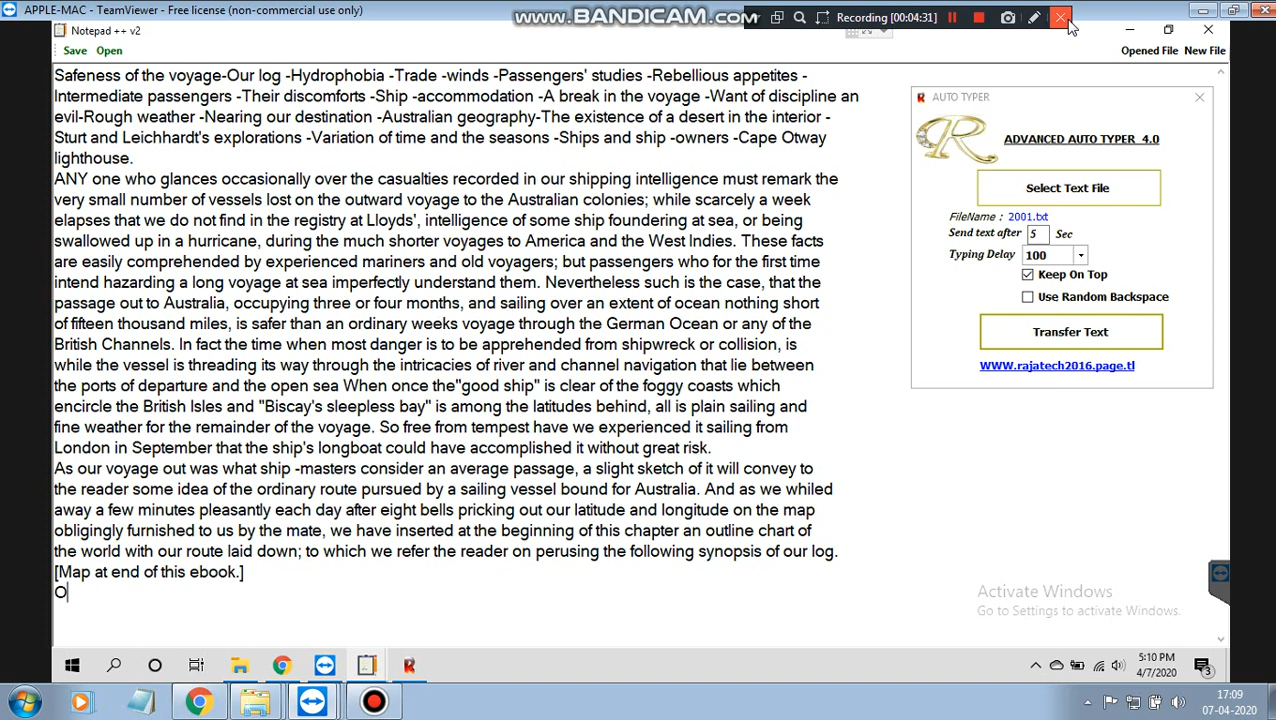 APPLE-MAC - TeamViewer - Free license (non-commercial use only)
www.BANDICAM.com
Recording [00:04:31]
Notepad ++ v2
Save Open
Opened File New File
Safeness of the voyage-Our log -Hydrophobia -Trade -winds -Passengers' studies -Rebellious appetites -
Intermediate passengers -Their discomforts -Ship -accommodation -A break in the voyage -Want of discipline an
evil-Rough weather -Nearing our destination -Australian geography-The existence of a desert in the interior -
Sturt and Leichhardt's explorations -Variation of time and the seasons -Ships and ship -owners -Cape Otway
lighthouse.
ANY one who glances occasionally over the casualties recorded in our shipping intelligence must remark the
very small number of vessels lost on the outward voyage to the Australian colonies; while scarcely a week
elapses that we do not find in the registry at Lloyds', intelligence of some ship foundering at sea, or being
swallowed up in a hurricane, during the much shorter voyages to America and the West Indies. These facts
are easily comprehended by experienced mariners and old voyagers; but passengers who for the first time
intend hazarding a long voyage at sea imperfectly understand them. Nevertheless such is the case, that the
passage out to Australia, occupying three or four months, and sailing over an extent of ocean nothing short
of fifteen thousand miles, is safer than an ordinary weeks voyage through the German Ocean or any of the
British Channels. In fact the time when most danger is to be apprehended from shipwreck or collision, is
while the vessel is threading its way through the intricacies of river and channel navigation that lie between
the ports of departure and the open sea When once the"good ship" is clear of the foggy coasts which
encircle the British Isles and "Biscay's sleepless bay" is among the latitudes behind, all is plain sailing and
fine weather for the remainder of the voyage. So free from tempest have we experienced it sailing from
London in September that the ship's longboat could have accomplished it without great risk.
As our voyage out was what ship -masters consider an average passage, a slight sketch of it will convey to
the reader some idea of the ordinary route pursued by a sailing vessel bound for Australia. And as we whiled
away a few minutes pleasantly each day after eight bells pricking out our latitude and longitude on the map
obligingly furnished to us by the mate, we have inserted at the beginning of this chapter an outline chart of
the world with our route laid down; to which we refer the reader on perusing the following synopsis of our log.
[Map at end of this ebook.]
O
AUTO TYPER
R
ADVANCED AUTO TYPER 4.0
Select Text File
FileName : 2001.txt
Send text after 5 Sec
Typing Delay 100
Keep On Top
Use Random Backspace
Transfer Text
WWW.rajatech2016.page.tl
Activate Windows
Go to Settings to activate Windows.
5:10 PM
4/7/2020
3
17:09
07-04-2020